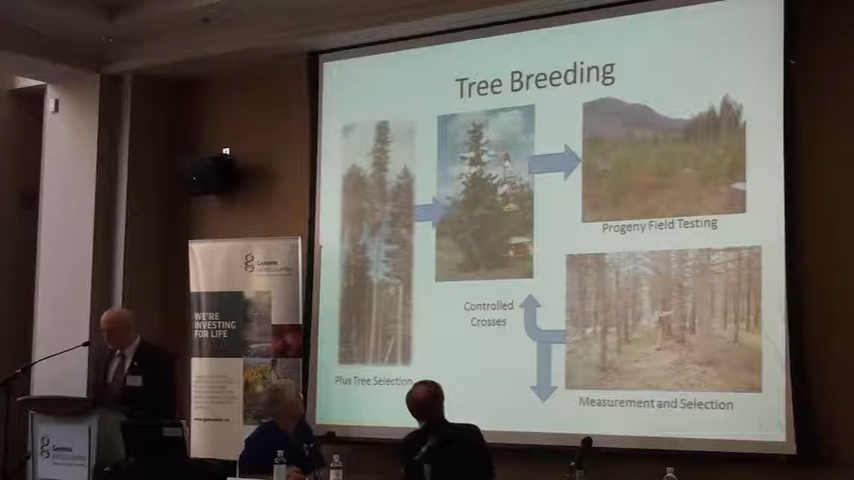 Tree Breeding
Progeny Field Testing
Controlled
Crosses
Plus Tree Selection
Measurement and Selection
g
WE'RE
INVESTING
FOR LIFE
g